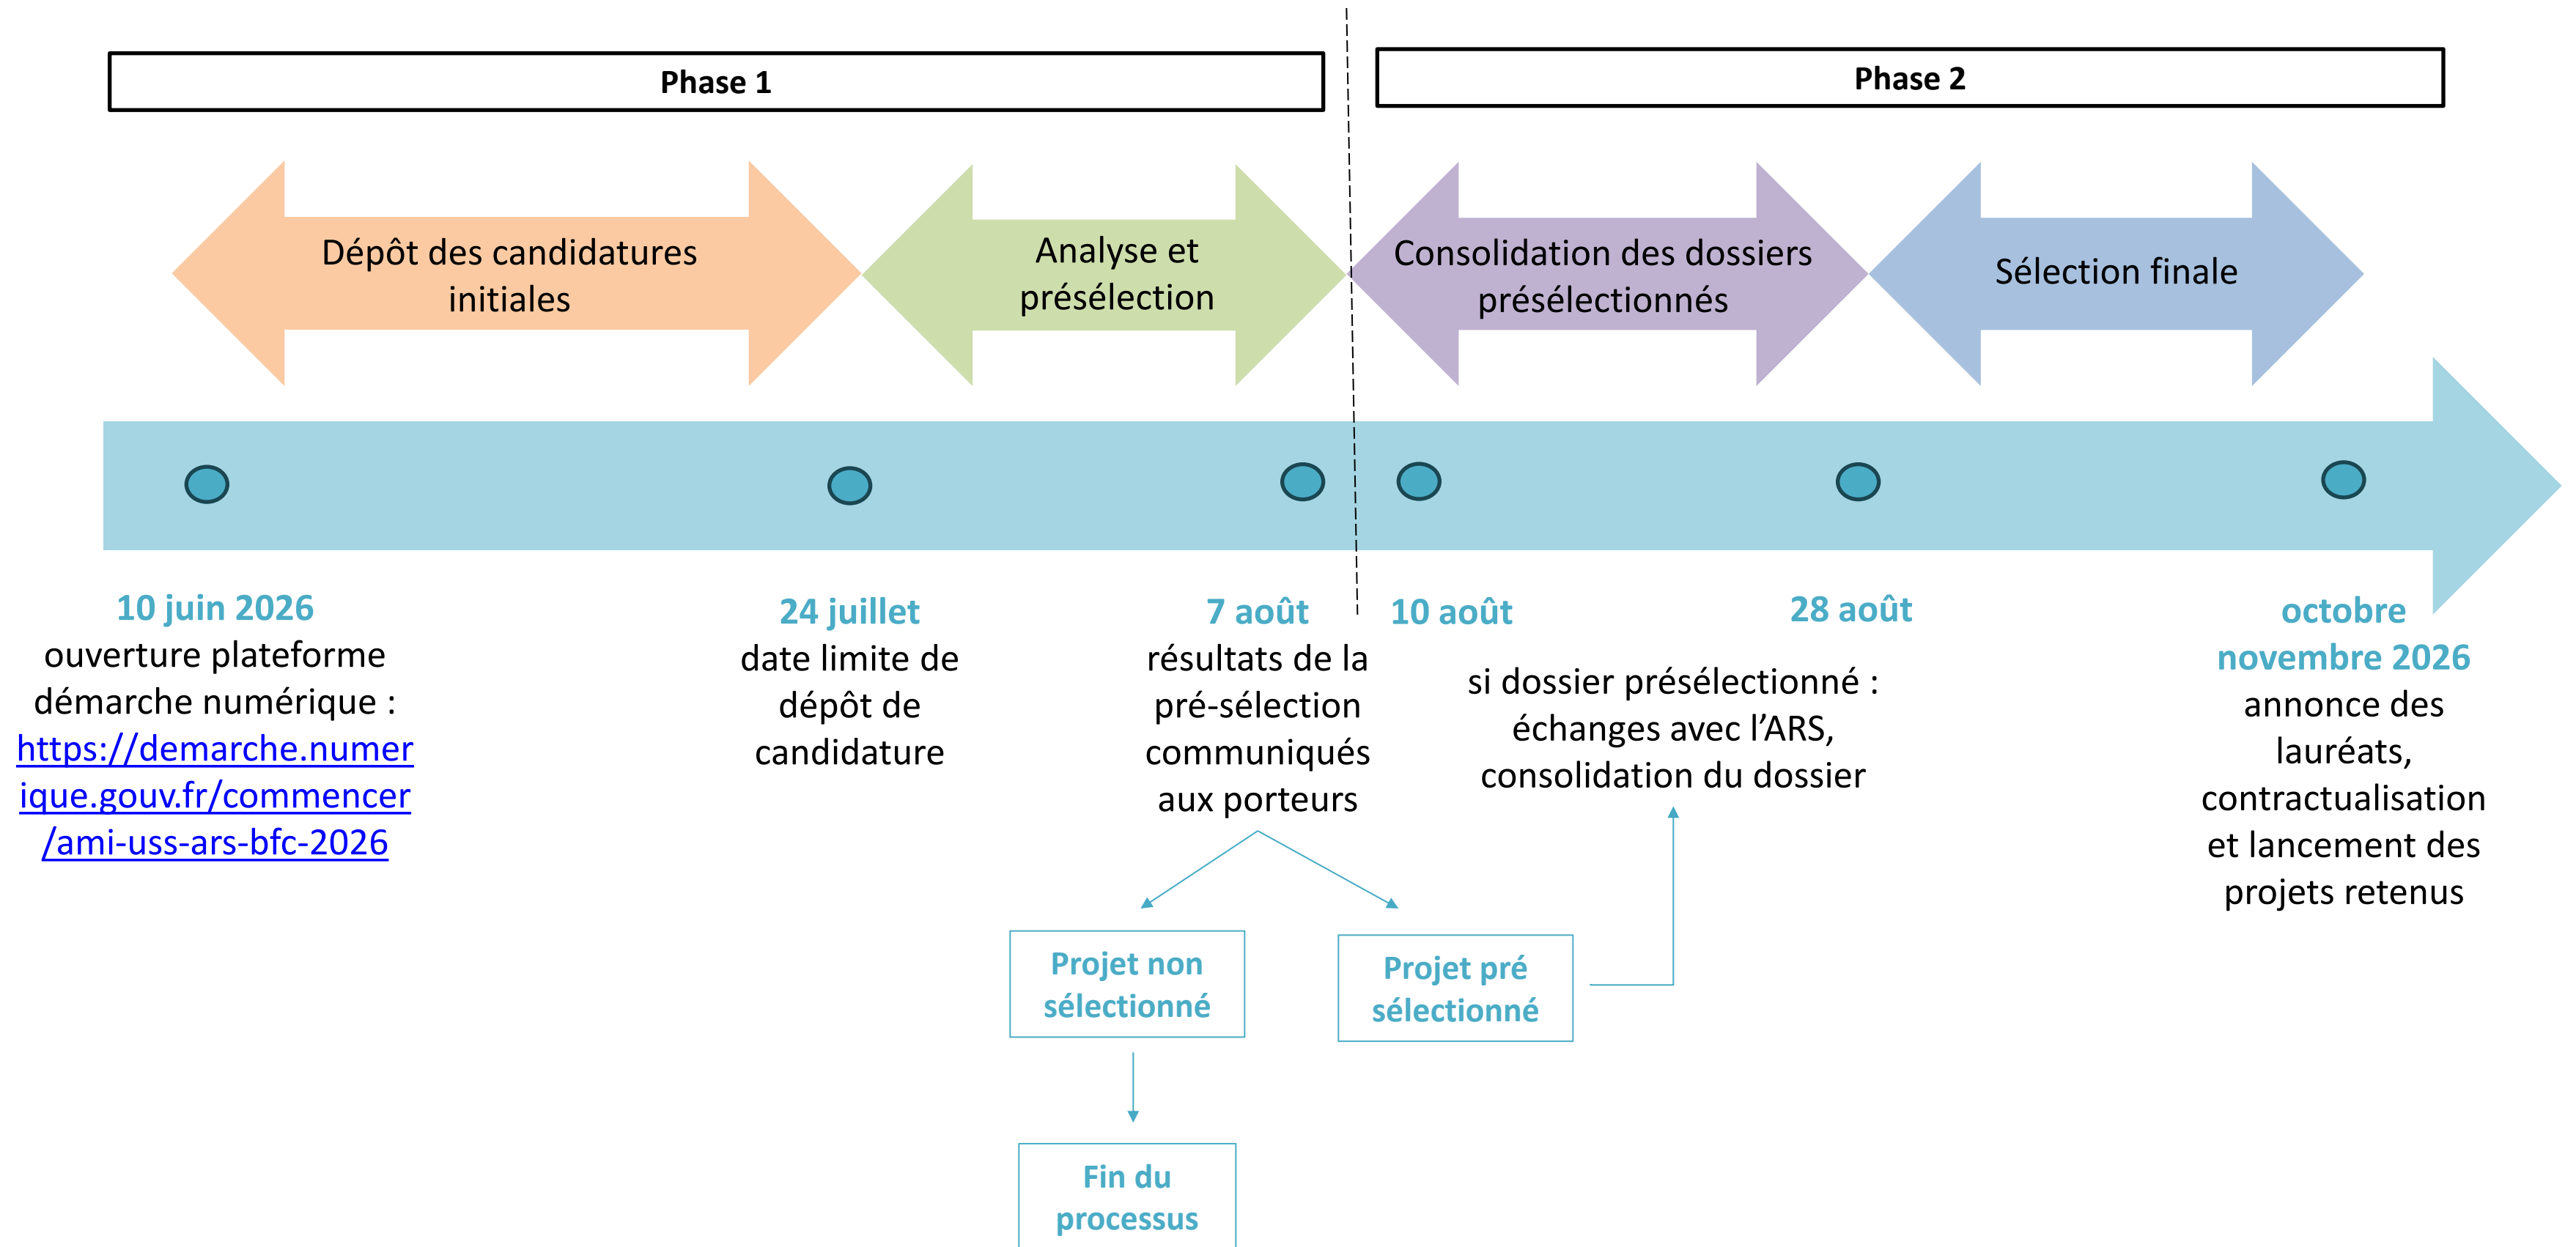 Phase 1
Phase 2
Dépôt des candidatures
initiales
Analyse et
présélection
Consolidation des dossiers
présélectionnés
Sélection finale
10 juin 2026
ouverture plateforme
démarche numérique :
https://demarche.numer
ique.gouv.fr/commencer
/ami-uss-ars-bfc-2026
24 juillet
date limite de
dépôt de
candidature
7 août
résultats de la
pré-sélection
communiqués
aux porteurs
10 août
28 août
si dossier présélectionné :
échanges avec l’ARS,
consolidation du dossier
octobre
novembre 2026
annonce des
lauréats,
contractualisation
et lancement des
projets retenus
Projet non
sélectionné
Projet pré
sélectionné
Fin du
processus